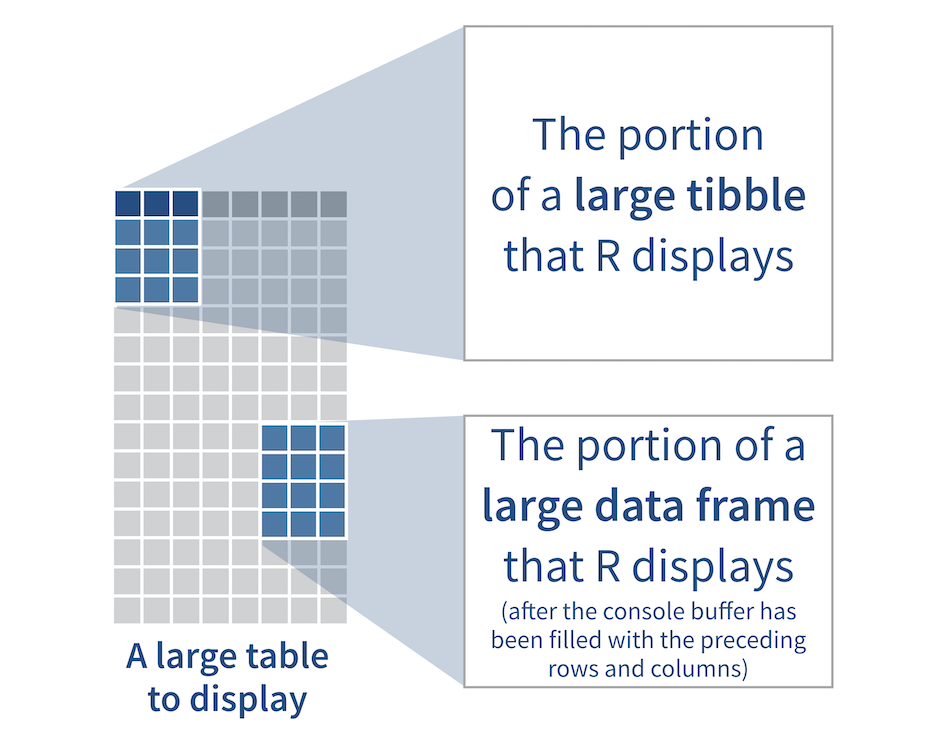 The portion
of a large tibble
that R displays
The portion of a
large data frame
that R displays
(after the console buffer has
been filled with the preceding
rows and columns)
A large table
to display